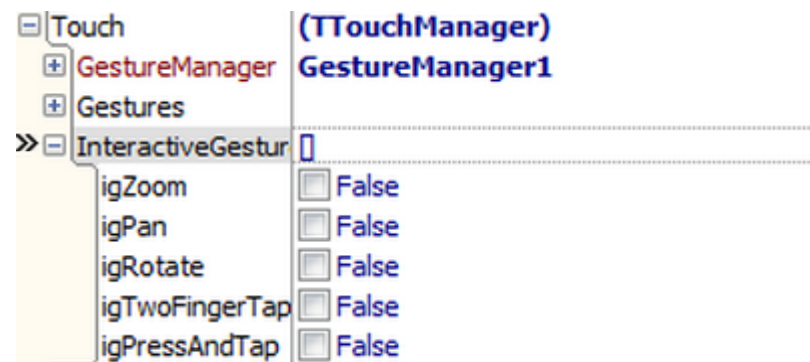 Touch (TTouchManager)
GestureManager GestureManager1
Gestures
InteractiveGestur []
igZoom False
igPan False
igRotate False
igTwoFingerTap False
igPressAndTap False